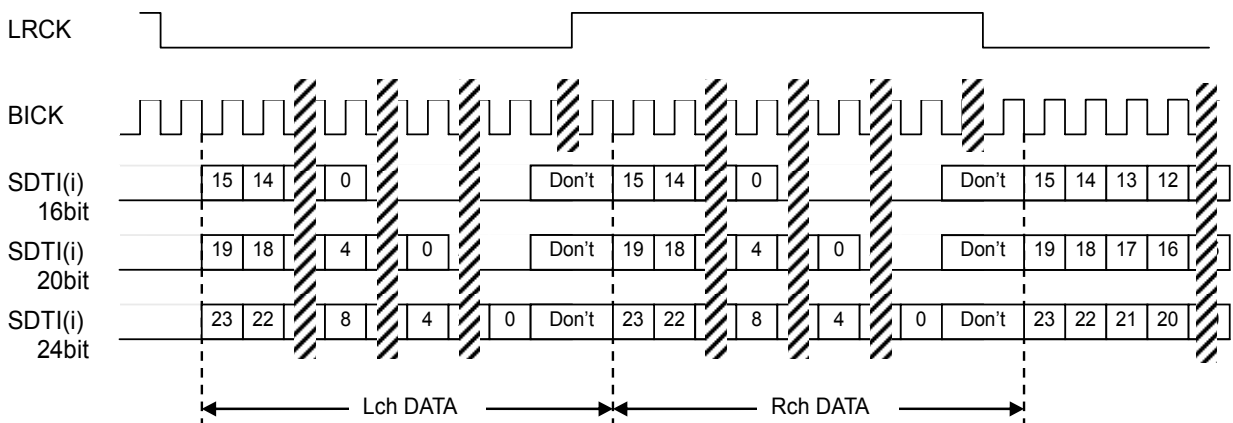 LRCK
BICK
SDTI(i) 15 14 0 Don't 15 14 0 Don't 15 14 13 12
16bit
SDTI(i) 19 18 4 0 Don't 19 18 4 0 Don't 19 18 17 16
20bit
SDTI(i) 23 22 8 4 0 Don't 23 22 8 4 0 Don't 23 22 21 20
24bit
Lch DATA Rch DATA